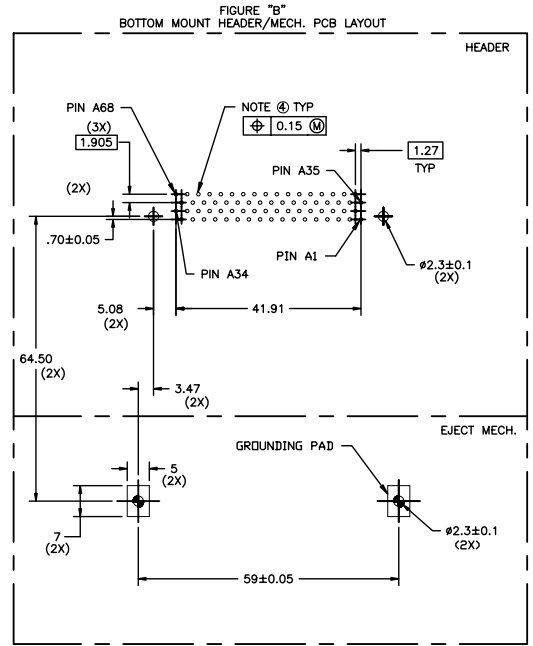 FIGURE "B"
BOTTOM MOUNT HEADER/MECH. PCB LAYOUT
HEADER
PIN A68
NOTE ④ TYP
(3X)
1.905
⌖ 0.15 Ⓜ
1.27
TYP
PIN A35
(2X)
.70±0.05
PIN A1
PIN A34
⌀2.3±0.1
(2X)
5.08
(2X)
41.91
64.50
(2X)
3.47
(2X)
EJECT MECH.
GROUNDING PAD
5
(2X)
7
(2X)
⌀2.3±0.1
(2X)
59±0.05